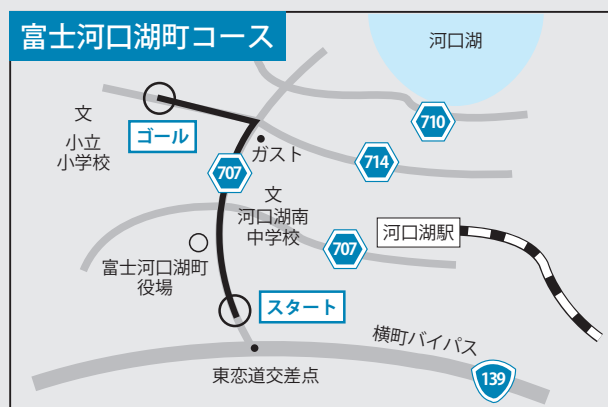 富士河口湖町コース
河口湖
文
小立
小学校
ゴール
710
ガスト
714
707
文
河口湖南
中学校
河口湖駅
707
富士河口湖町
役場
スタート
横町バイパス
東恋道交差点
139